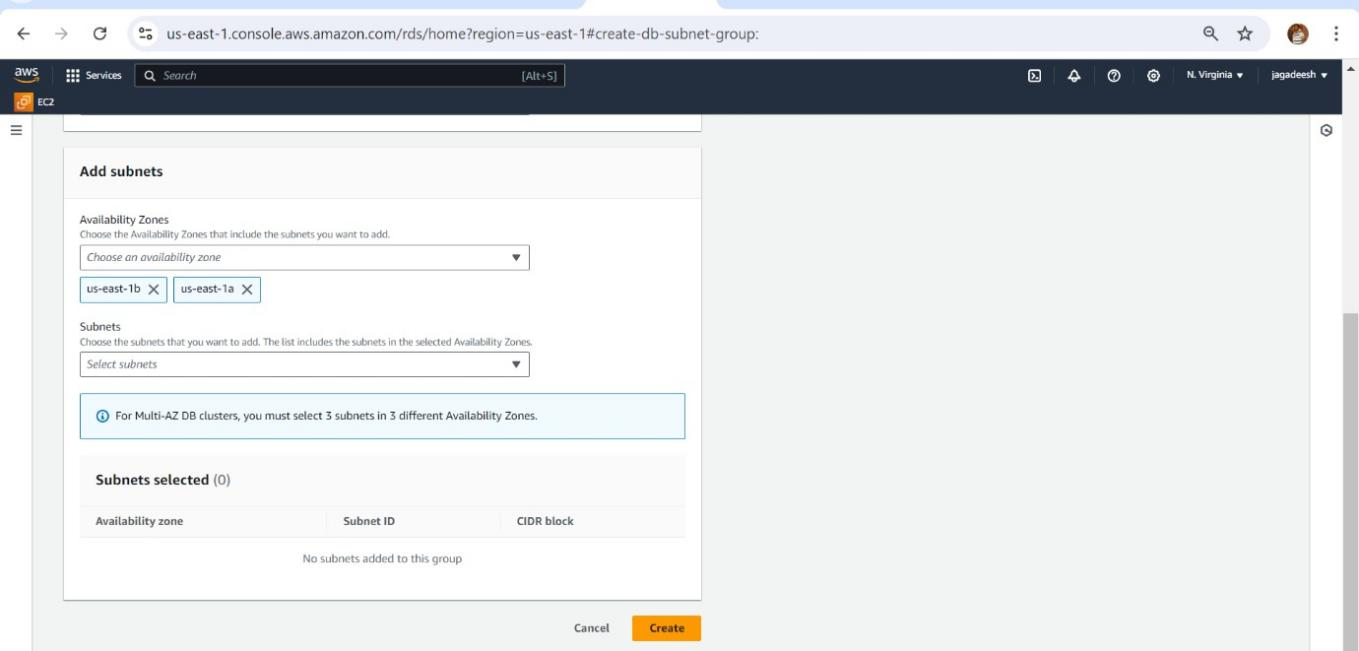 us-east-1.console.aws.amazon.com/rds/home?region=us-east-1#create-db-subnet-group:
aws Services Search [Alt+S] N. Virginia jagadeesh
EC2
Add subnets
Availability Zones
Choose the Availability Zones that include the subnets you want to add.
Choose an availability zone
us-east-1b us-east-1a
Subnets
Choose the subnets that you want to add. The list includes the subnets in the selected Availability Zones.
Select subnets
For Multi-AZ DB clusters, you must select 3 subnets in 3 different Availability Zones.
Subnets selected (0)
Availability zone Subnet ID CIDR block
No subnets added to this group
Cancel Create